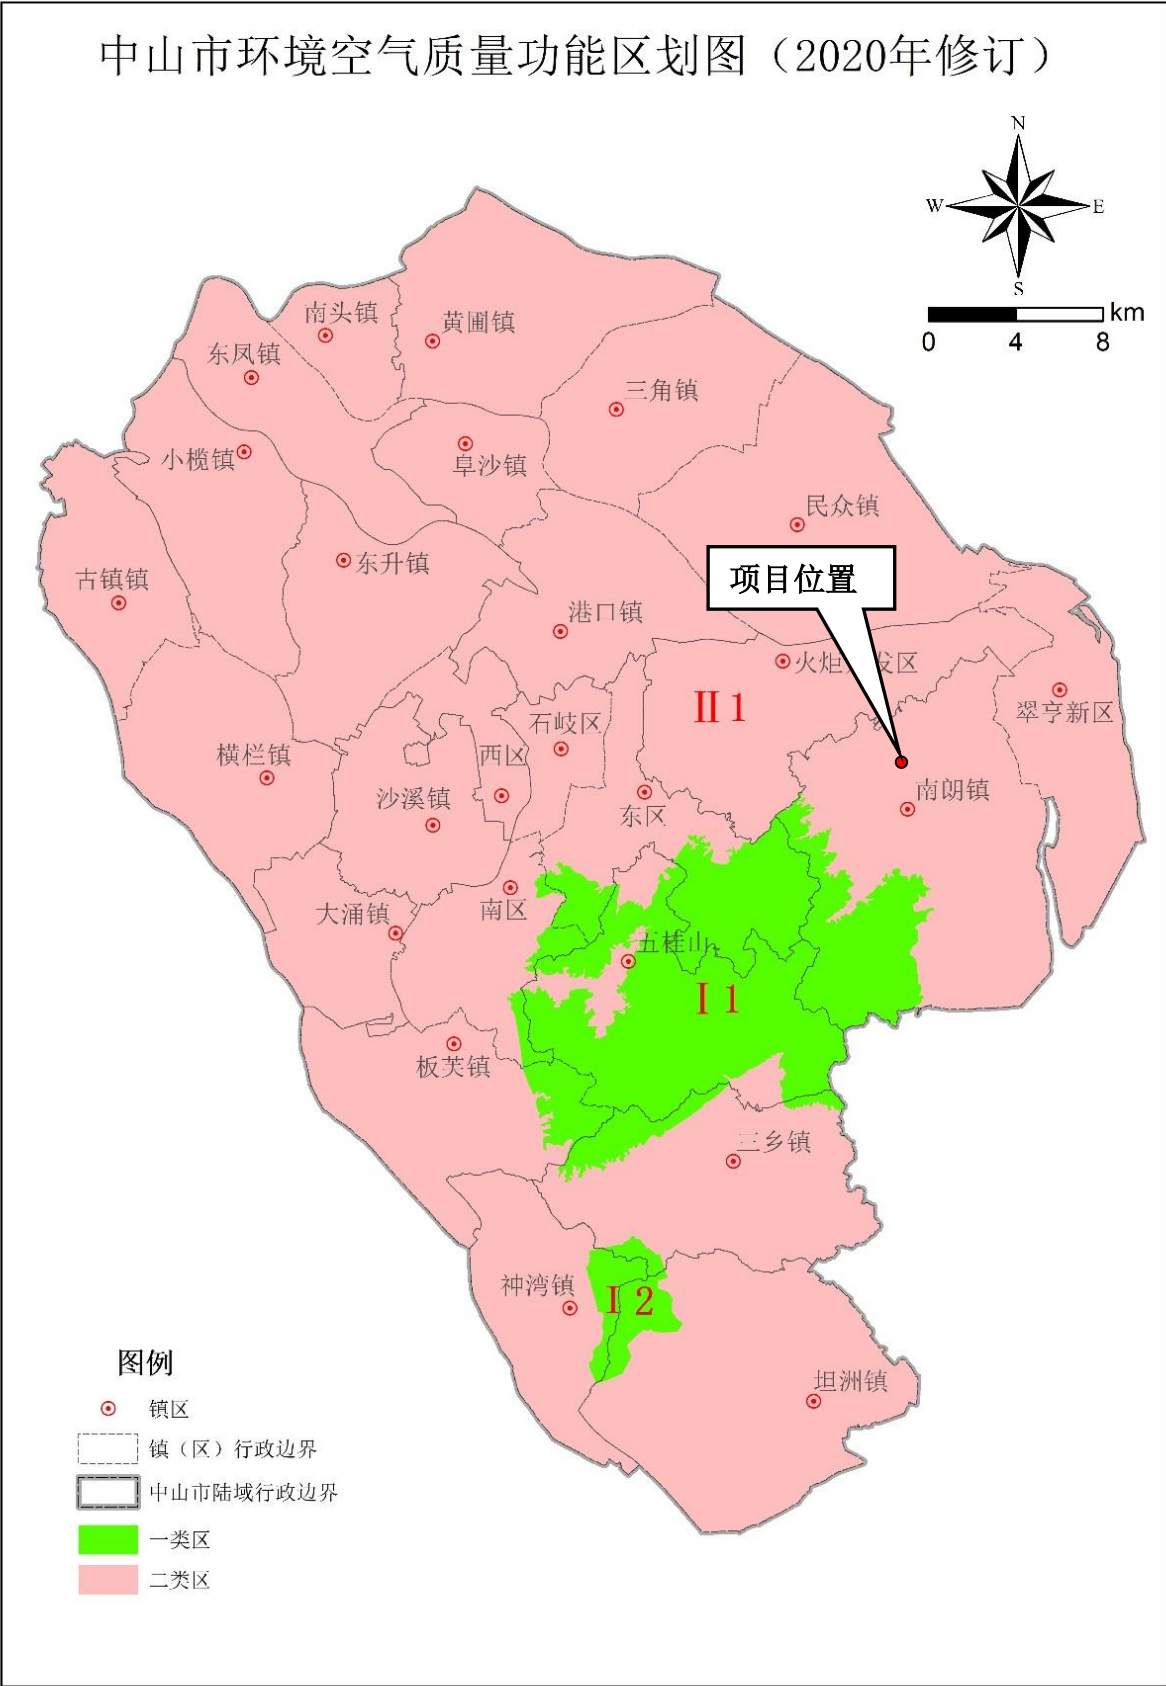 中山市环境空气质量功能区划图（2020年修订）
N
W
E
S
km
0
4
8
南头镇
黄圃镇
东凤镇
三角镇
小榄镇
阜沙镇
民众镇
东升镇
古镇镇
项目位置
港口镇
火炬
发区
II 1
翠亨新区
石岐区
横栏镇
西区
沙溪镇
南朗镇
东区
大涌镇
南区
五桂山
I 1
板芙镇
三乡镇
神湾镇
I 2
坦洲镇
图例
镇区
镇（区）行政边界
中山市陆域行政边界
一类区
二类区